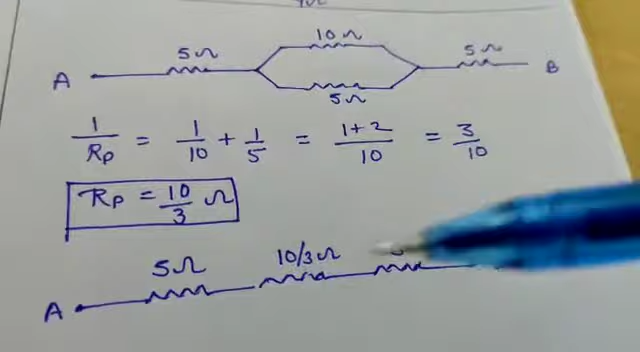 10Ω
A 5Ω 5Ω B
5Ω
1/Rp = 1/10 + 1/5 = 1+2/10 = 3/10
Rp = 10/3 Ω
A 5Ω 10/3Ω